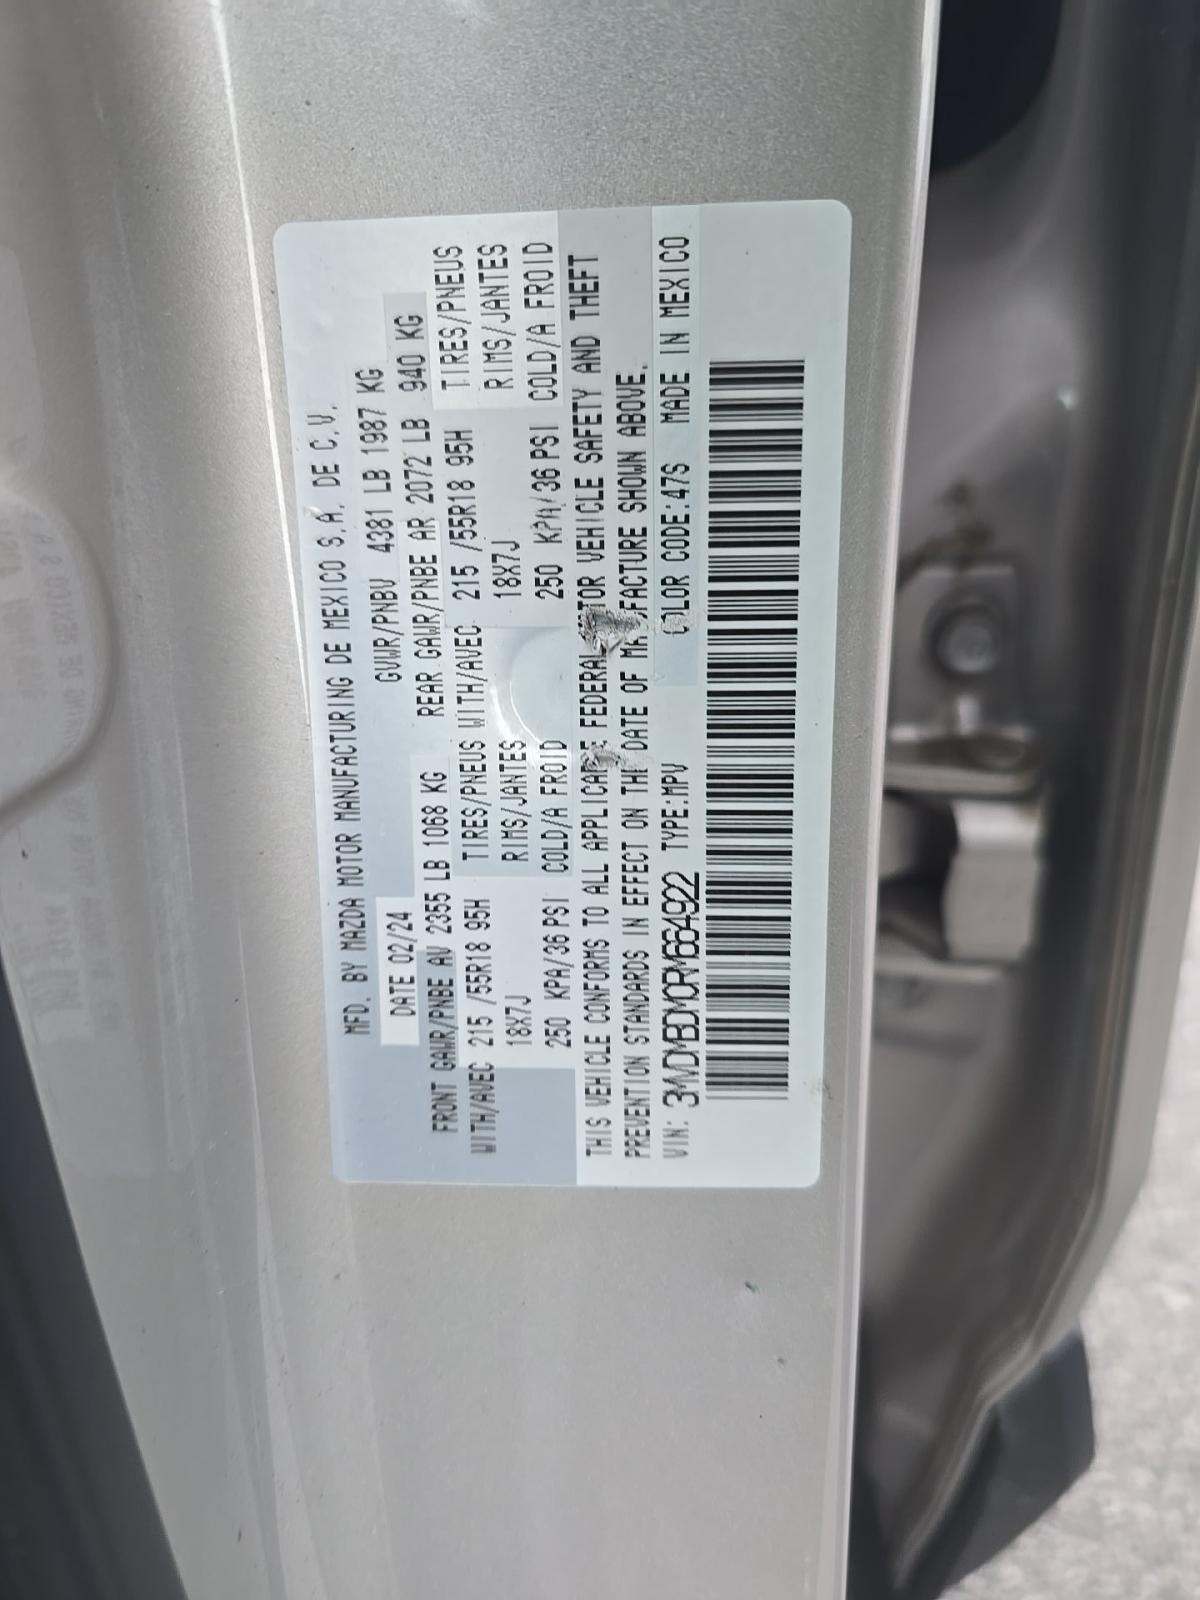 MFD. BY MAZDA MOTOR MANUFACTURING DE MEXICO S.A. DE C.V.
DATE 02/24 GVWR/PNBV 4381 LB 1987 KG
FRONT GAWR/PNBE AV 2355 LB 1068 KG REAR GAWR/PNBE AR 2072 LB 940 KG
WITH/AVEC 215 /55R18 95H TIRES/PNEUS WITH/AVEC 215 /55R18 95H TIRES/PNEUS
18X7J RIMS/JANTES 18X7J RIMS/JANTES
250 KPA/36 PSI COLD/A FROID 250 KPA/36 PSI COLD/A FROID
THIS VEHICLE CONFORMS TO ALL FEDERAL VEHICLE SAFETY AND THEFT
PREVENTION STANDARDS IN EFFECT ON THE DATE OF SHOWN ABOVE.
VIN: 3MVDMBDM0RM664922 TYPE:MPV COLOR CODE:47S MADE IN MEXICO